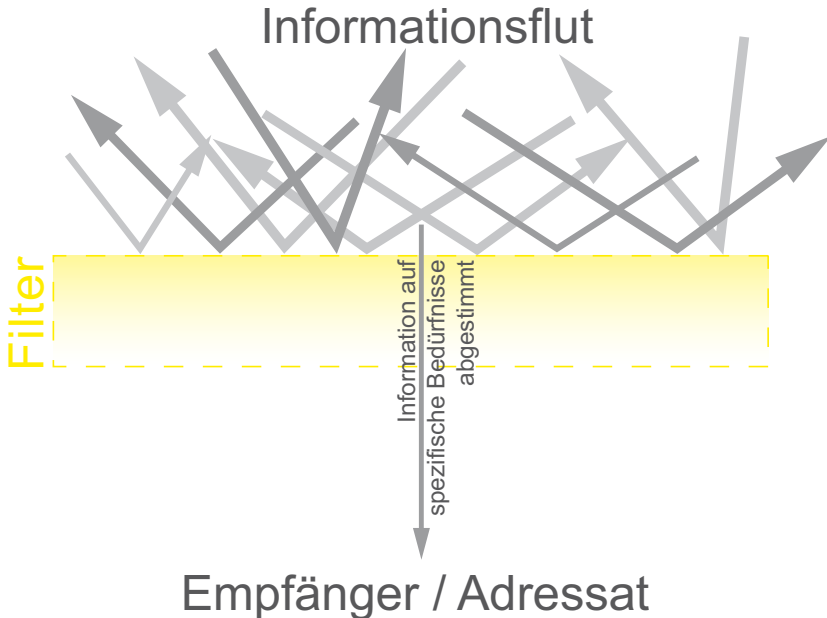 Informationsflut
Filter
Information auf
spezifische Bedürfnisse
abgestimmt
Empfänger / Adressat